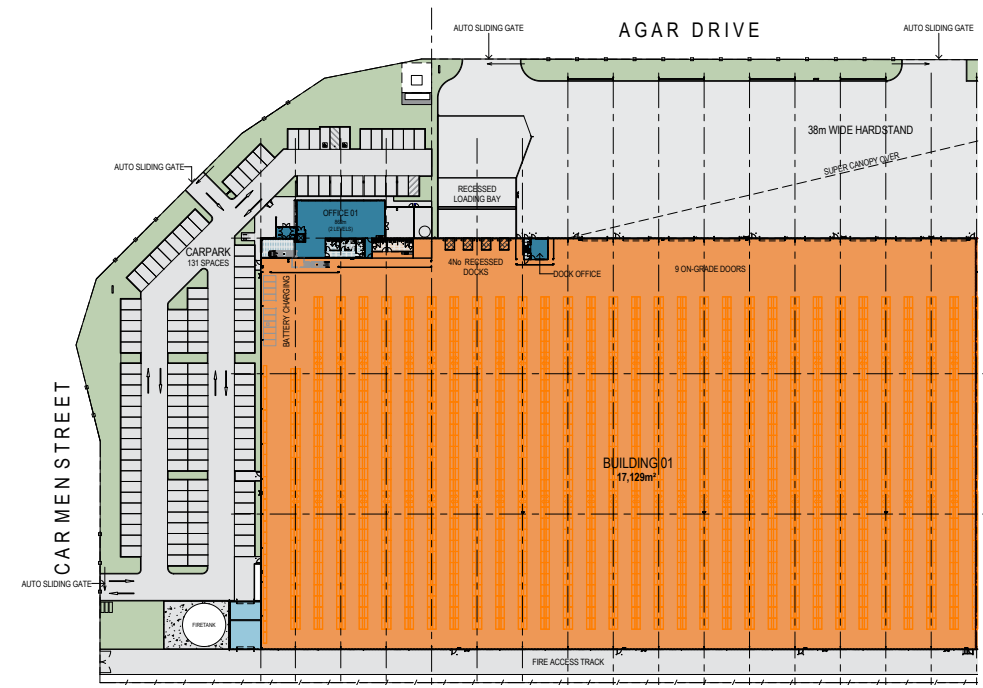 AGAR DRIVE
AUTO SLIDING GATE
AUTO SLIDING GATE
38m WIDE HARDSTAND
SUPER CANOPY OVER
AUTO SLIDING GATE
RECESSED
LOADING BAY
OFFICE 01
(2 LEVELS)
CARPARK
131 SPACES
4No RECESSED
DOCKS
DOCK OFFICE
9 ON-GRADE DOORS
BATTERY CHARGING
CARMEN STREET
BUILDING 01
17,129m²
AUTO SLIDING GATE
FIRETANK
FIRE ACCESS TRACK